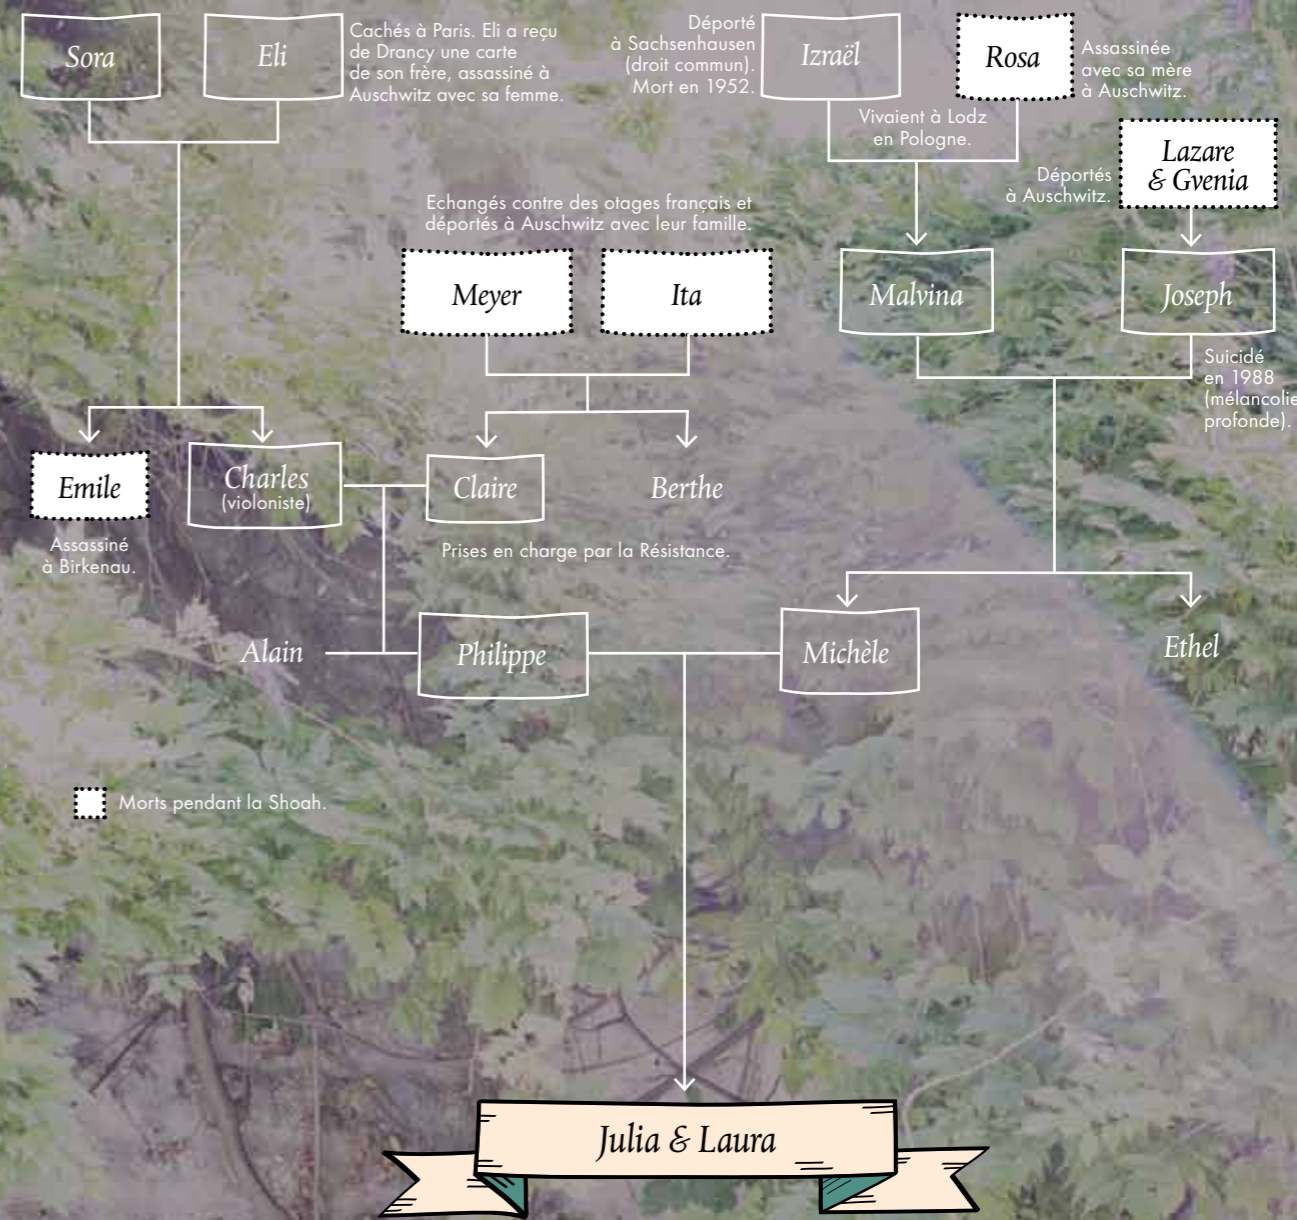 Sora
Eli
Cachés à Paris. Eli a reçu
de Drancy une carte
de son frère, assassiné à
Auschwitz avec sa femme.
Déporté
à Sachsenhausen
(droit commun).
Mort en 1952.
Izraël
Rosa
Assassinée
avec sa mère
à Auschwitz.
Vivaient à Lodz
en Pologne.
Déportés
à Auschwitz.
Lazare
& Gvenia
Echangés contre des otages français et
déportés à Auschwitz avec leur famille.
Meyer
Ita
Malvina
Joseph
Suicidé
en 1988
(mélancolie
profonde).
Emile
Charles
(violoniste)
Claire
Berthe
Assassiné
à Birkenau.
Prises en charge par la Résistance.
Alain
Philippe
Michèle
Ethel
Morts pendant la Shoah.
Julia & Laura